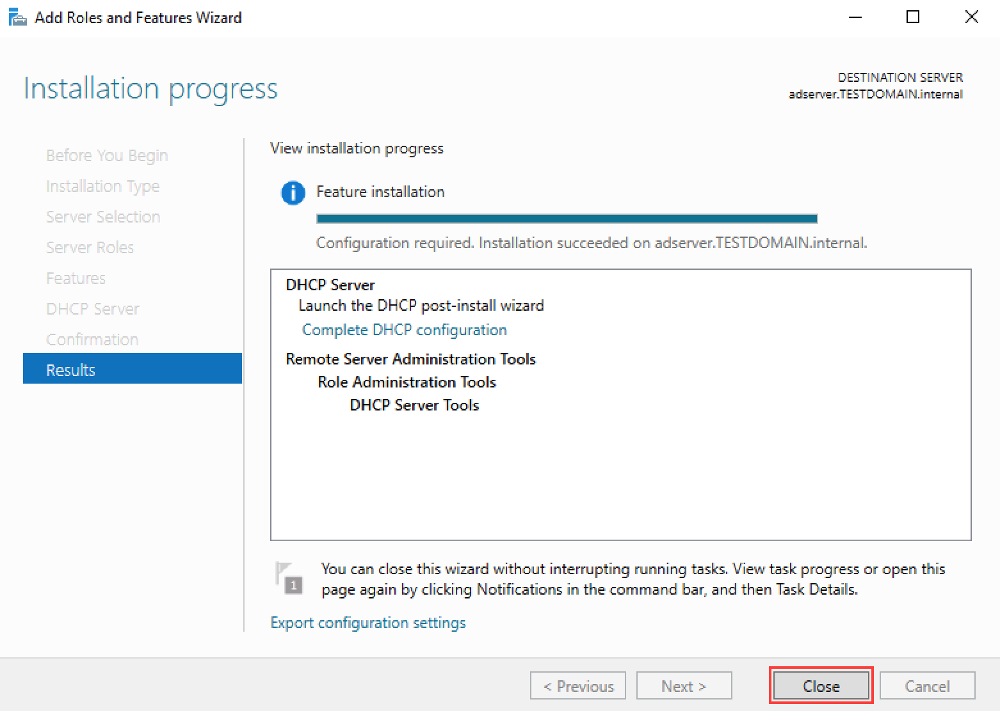 Add Roles and Features Wizard
Installation progress
DESTINATION SERVER
adserver.TESTDOMAIN.internal
Before You Begin
Installation Type
Server Selection
Server Roles
Features
DHCP Server
Confirmation
Results
View installation progress
Feature installation
Configuration required. Installation succeeded on adserver.TESTDOMAIN.internal.
DHCP Server
Launch the DHCP post-install wizard
Complete DHCP configuration
Remote Server Administration Tools
Role Administration Tools
DHCP Server Tools
1
You can close this wizard without interrupting running tasks. View task progress or open this
page again by clicking Notifications in the command bar, and then Task Details.
Export configuration settings
< Previous
Next >
Close
Cancel